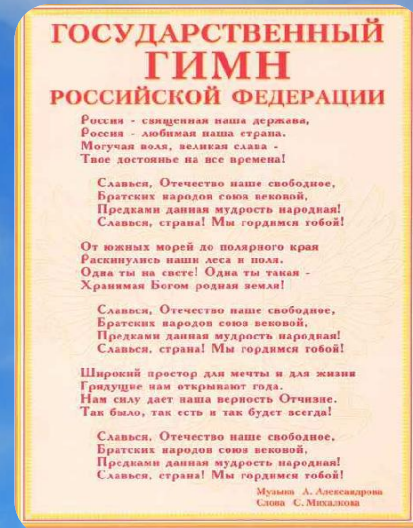 ГОСУДАРСТВЕННЫЙ
ГИМН
РОССИЙСКОЙ ФЕДЕРАЦИИ
Россия - священная наша держава,
Россия - любимая наша страна.
Могучая воля, великая слава -
Твое достоянье на все времена!
Славься, Отечество наше свободное,
Братских народов союз вековой,
Предками данная мудрость народная!
Славься, страна! Мы гордимся тобой!
От южных морей до полярного края
Раскинулись наши леса и поля.
Одна ты на свете! Одна ты такая -
Хранимая Богом родная земля!
Славься, Отечество наше свободное,
Братских народов союз вековой,
Предками данная мудрость народная!
Славься, страна! Мы гордимся тобой!
Широкий простор для мечты и для жизни
Грядущие нам открывают года.
Нам силу дает наша верность Отчизне.
Так было, так есть и так будет всегда!
Славься, Отечество наше свободное,
Братских народов союз вековой,
Предками данная мудрость народная!
Славься, страна! Мы гордимся тобой!
Музыка А. Александрова
Слова С. Михалкова